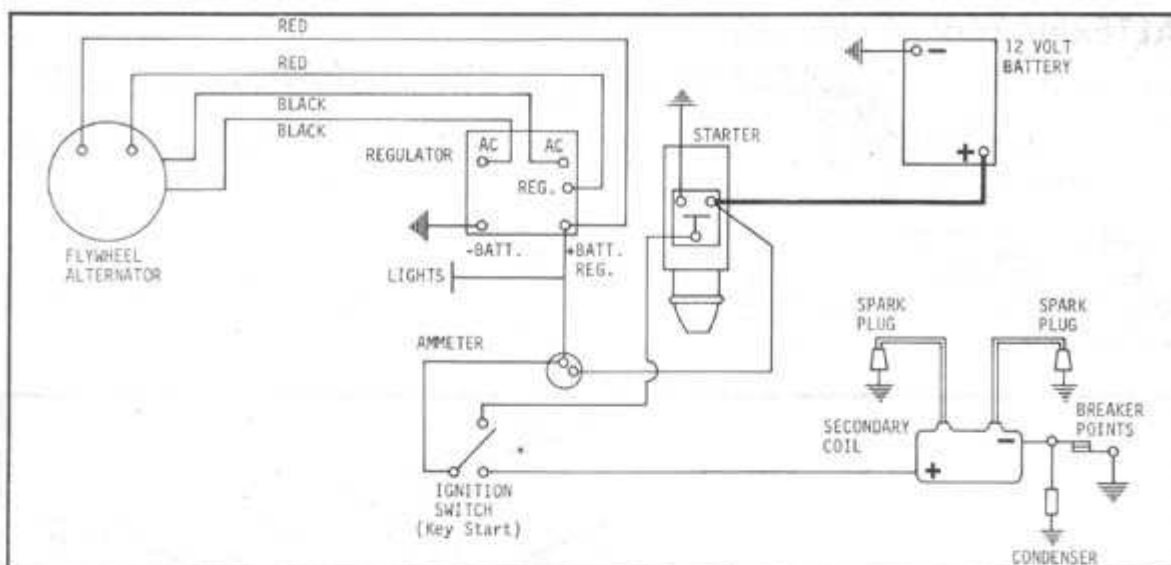 RED
RED
BLACK
BLACK
FLYWHEEL
ALTERNATOR
REGULATOR
AC
AC
REG.
-BATT.
+BATT.
REG.
LIGHTS
AMMETER
IGNITION
SWITCH
(Key Start)
*
STARTER
12 VOLT
BATTERY
-
+
SPARK
PLUG
SPARK
PLUG
SECONDARY
COIL
+
-
BREAKER
POINTS
CONDENSER